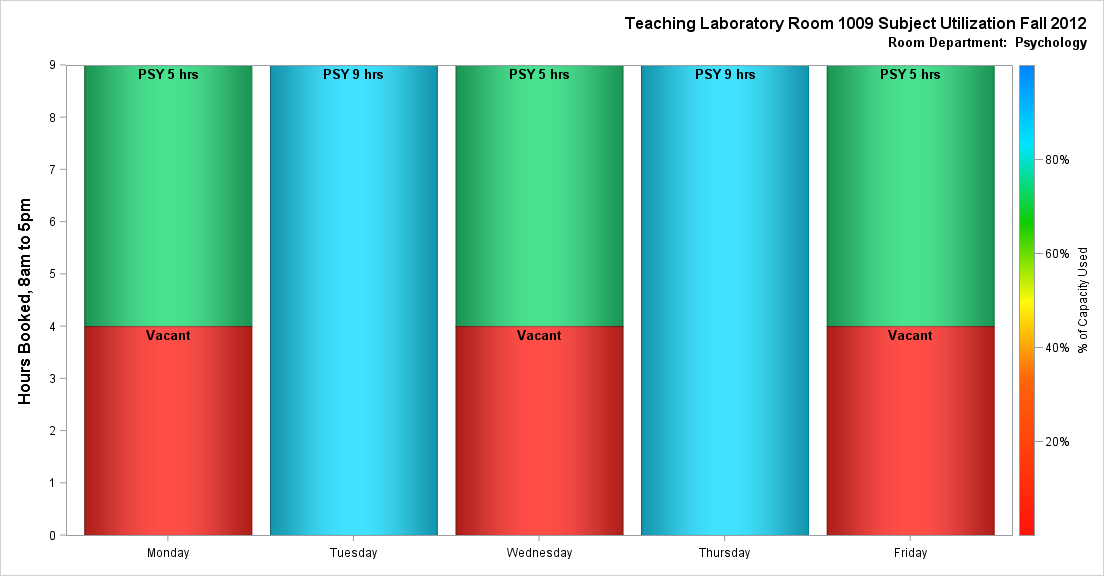 Teaching Laboratory Room 1009 Subject Utilization Fall 2012
Room Department:  Psychology
Hours Booked, 8am to 5pm
9
8
7
6
5
4
3
2
1
0
PSY 5 hrs
PSY 9 hrs
PSY 5 hrs
PSY 9 hrs
PSY 5 hrs
Vacant
Vacant
Vacant
Monday
Tuesday
Wednesday
Thursday
Friday
80%
60%
40%
20%
% of Capacity Used